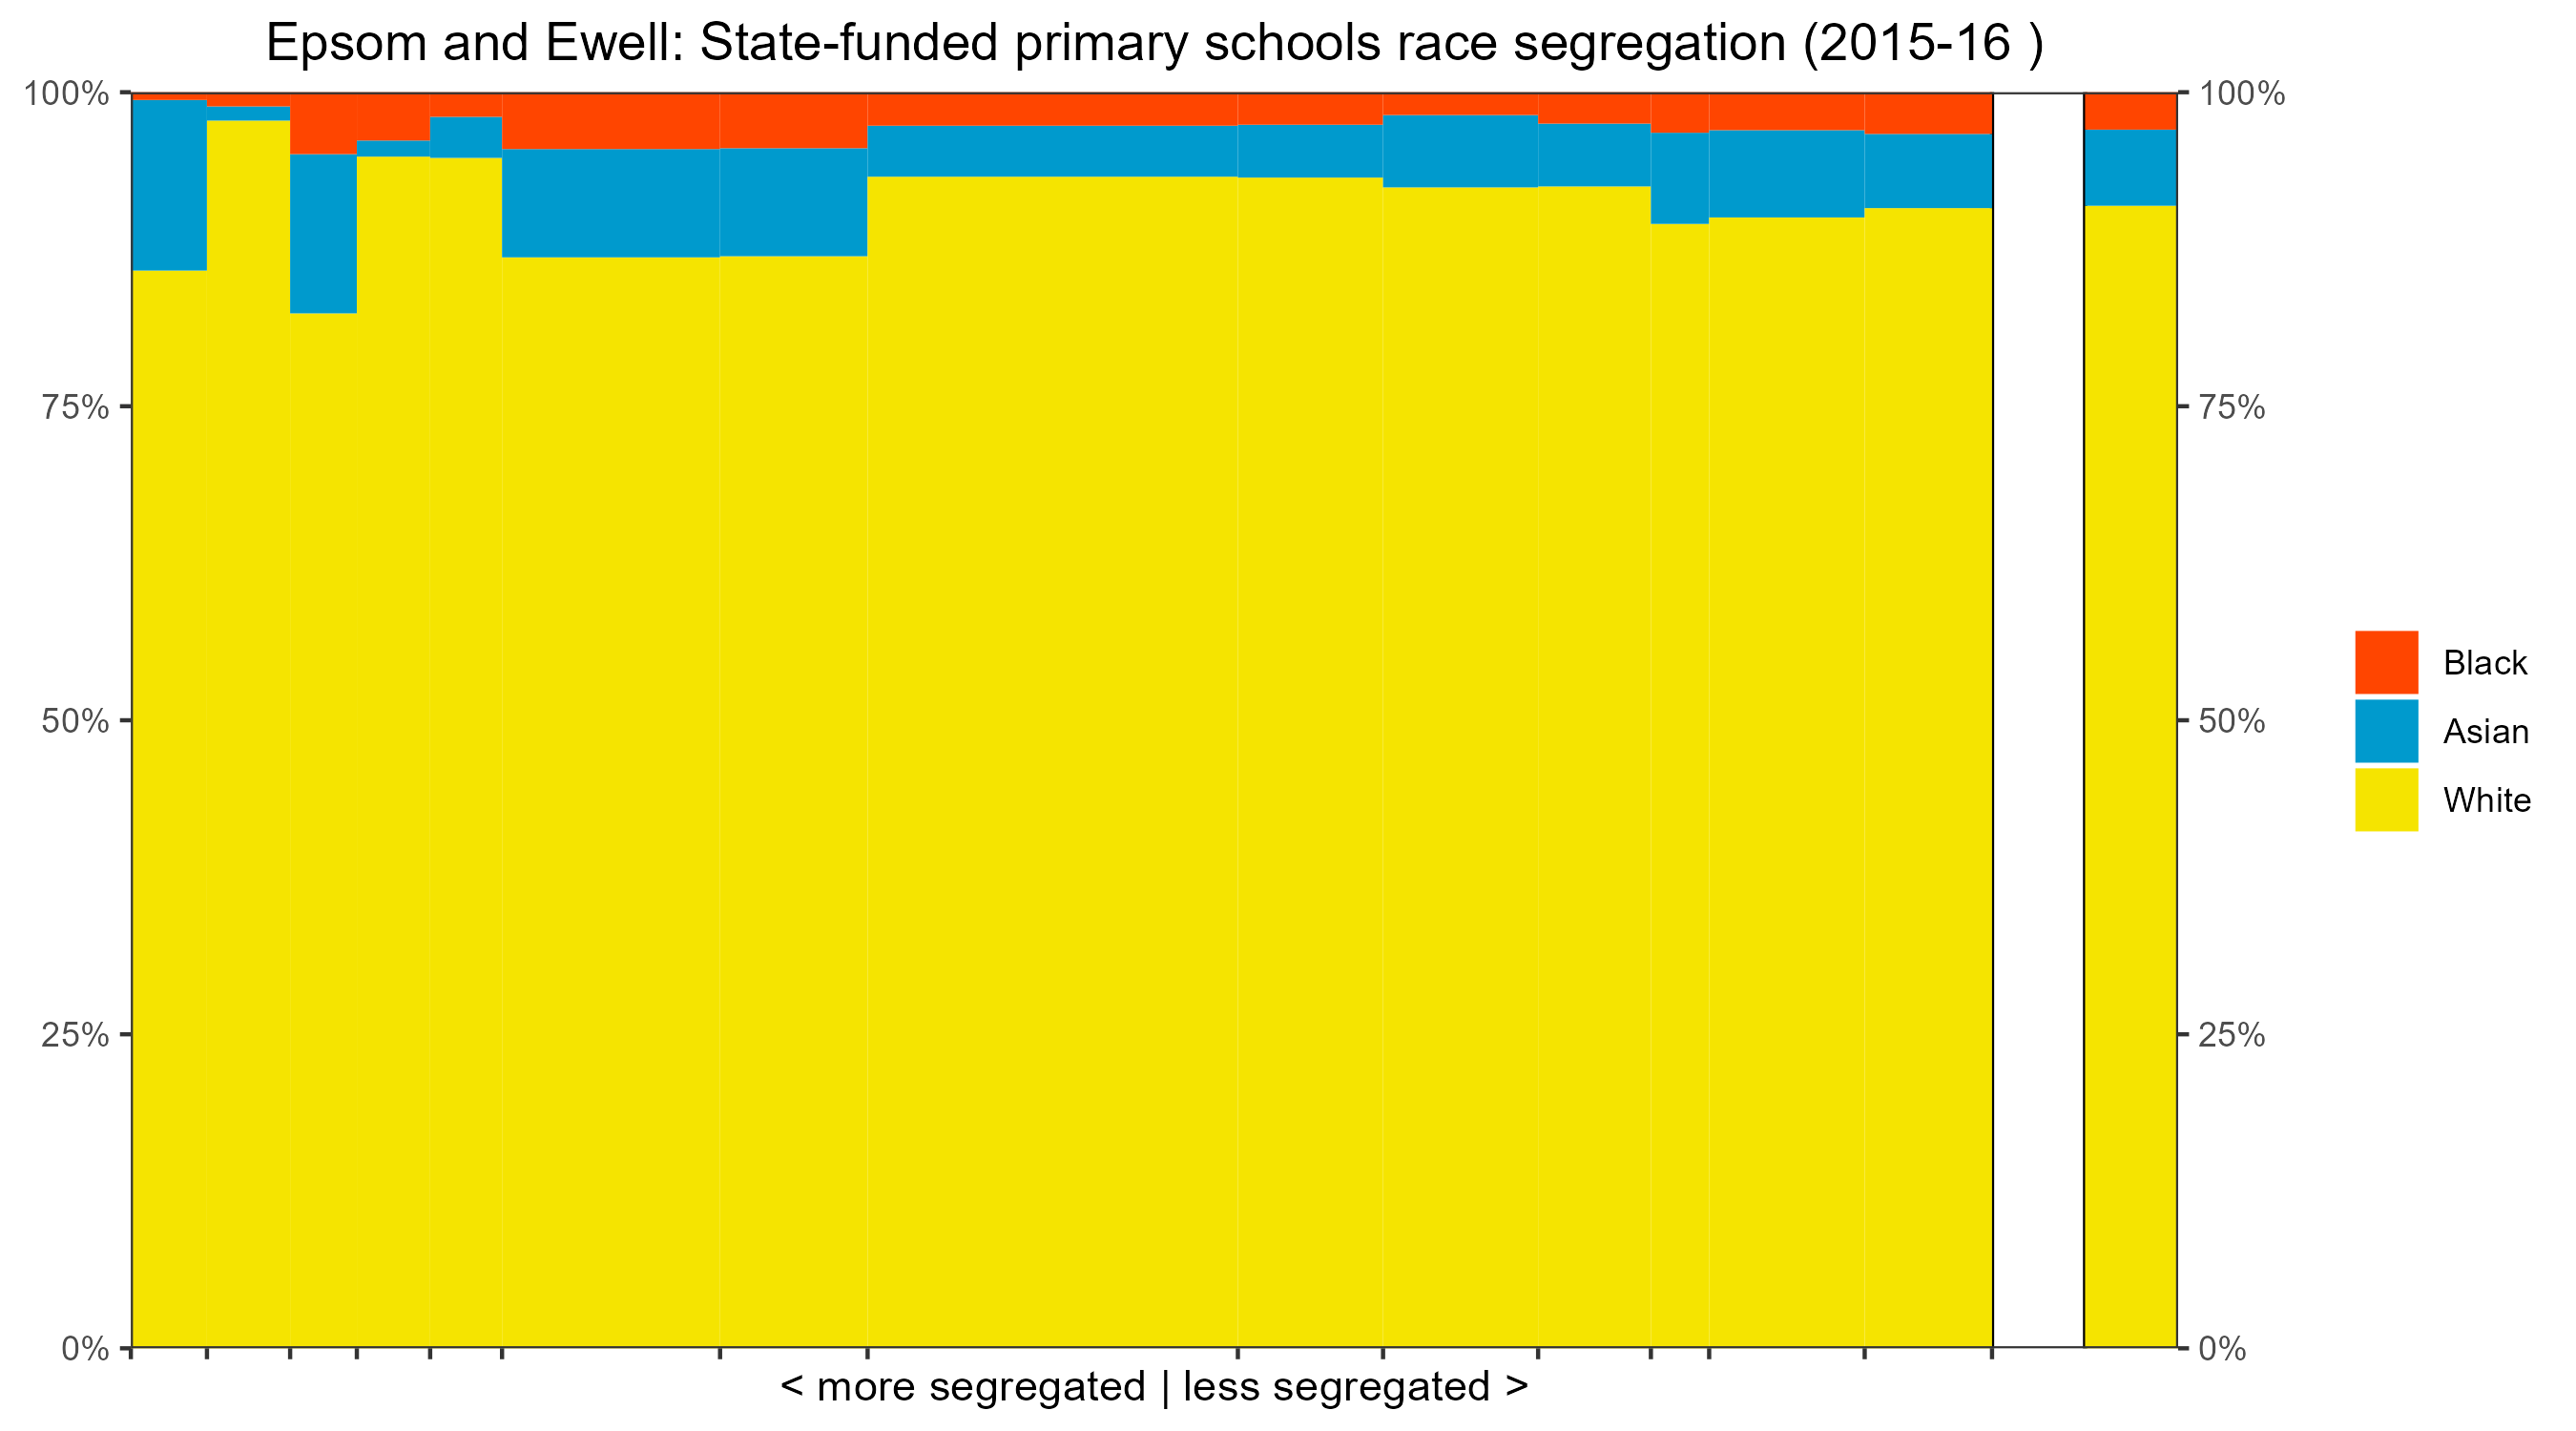 Epsom and Ewell: State-funded primary schools race segregation (2015-16 )
100%
75%
50%
25%
0%
100%
75%
50%
25%
0%
Black
Asian
White
< more segregated | less segregated >